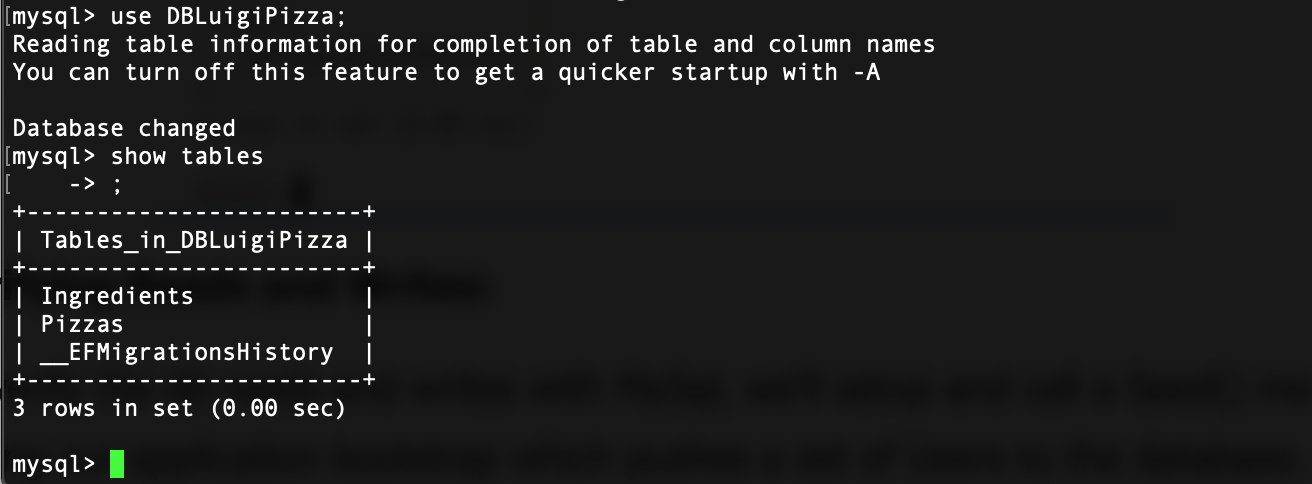 [mysql> use DBLuigiPizza;
Reading table information for completion of table and column names
You can turn off this feature to get a quicker startup with -A
Database changed
[mysql> show tables
[    -> ;
+------------------------+
| Tables_in_DBLuigiPizza |
+------------------------+
| Ingredients            |
| Pizzas                 |
| __EFMigrationsHistory  |
+------------------------+
3 rows in set (0.00 sec)
mysql>